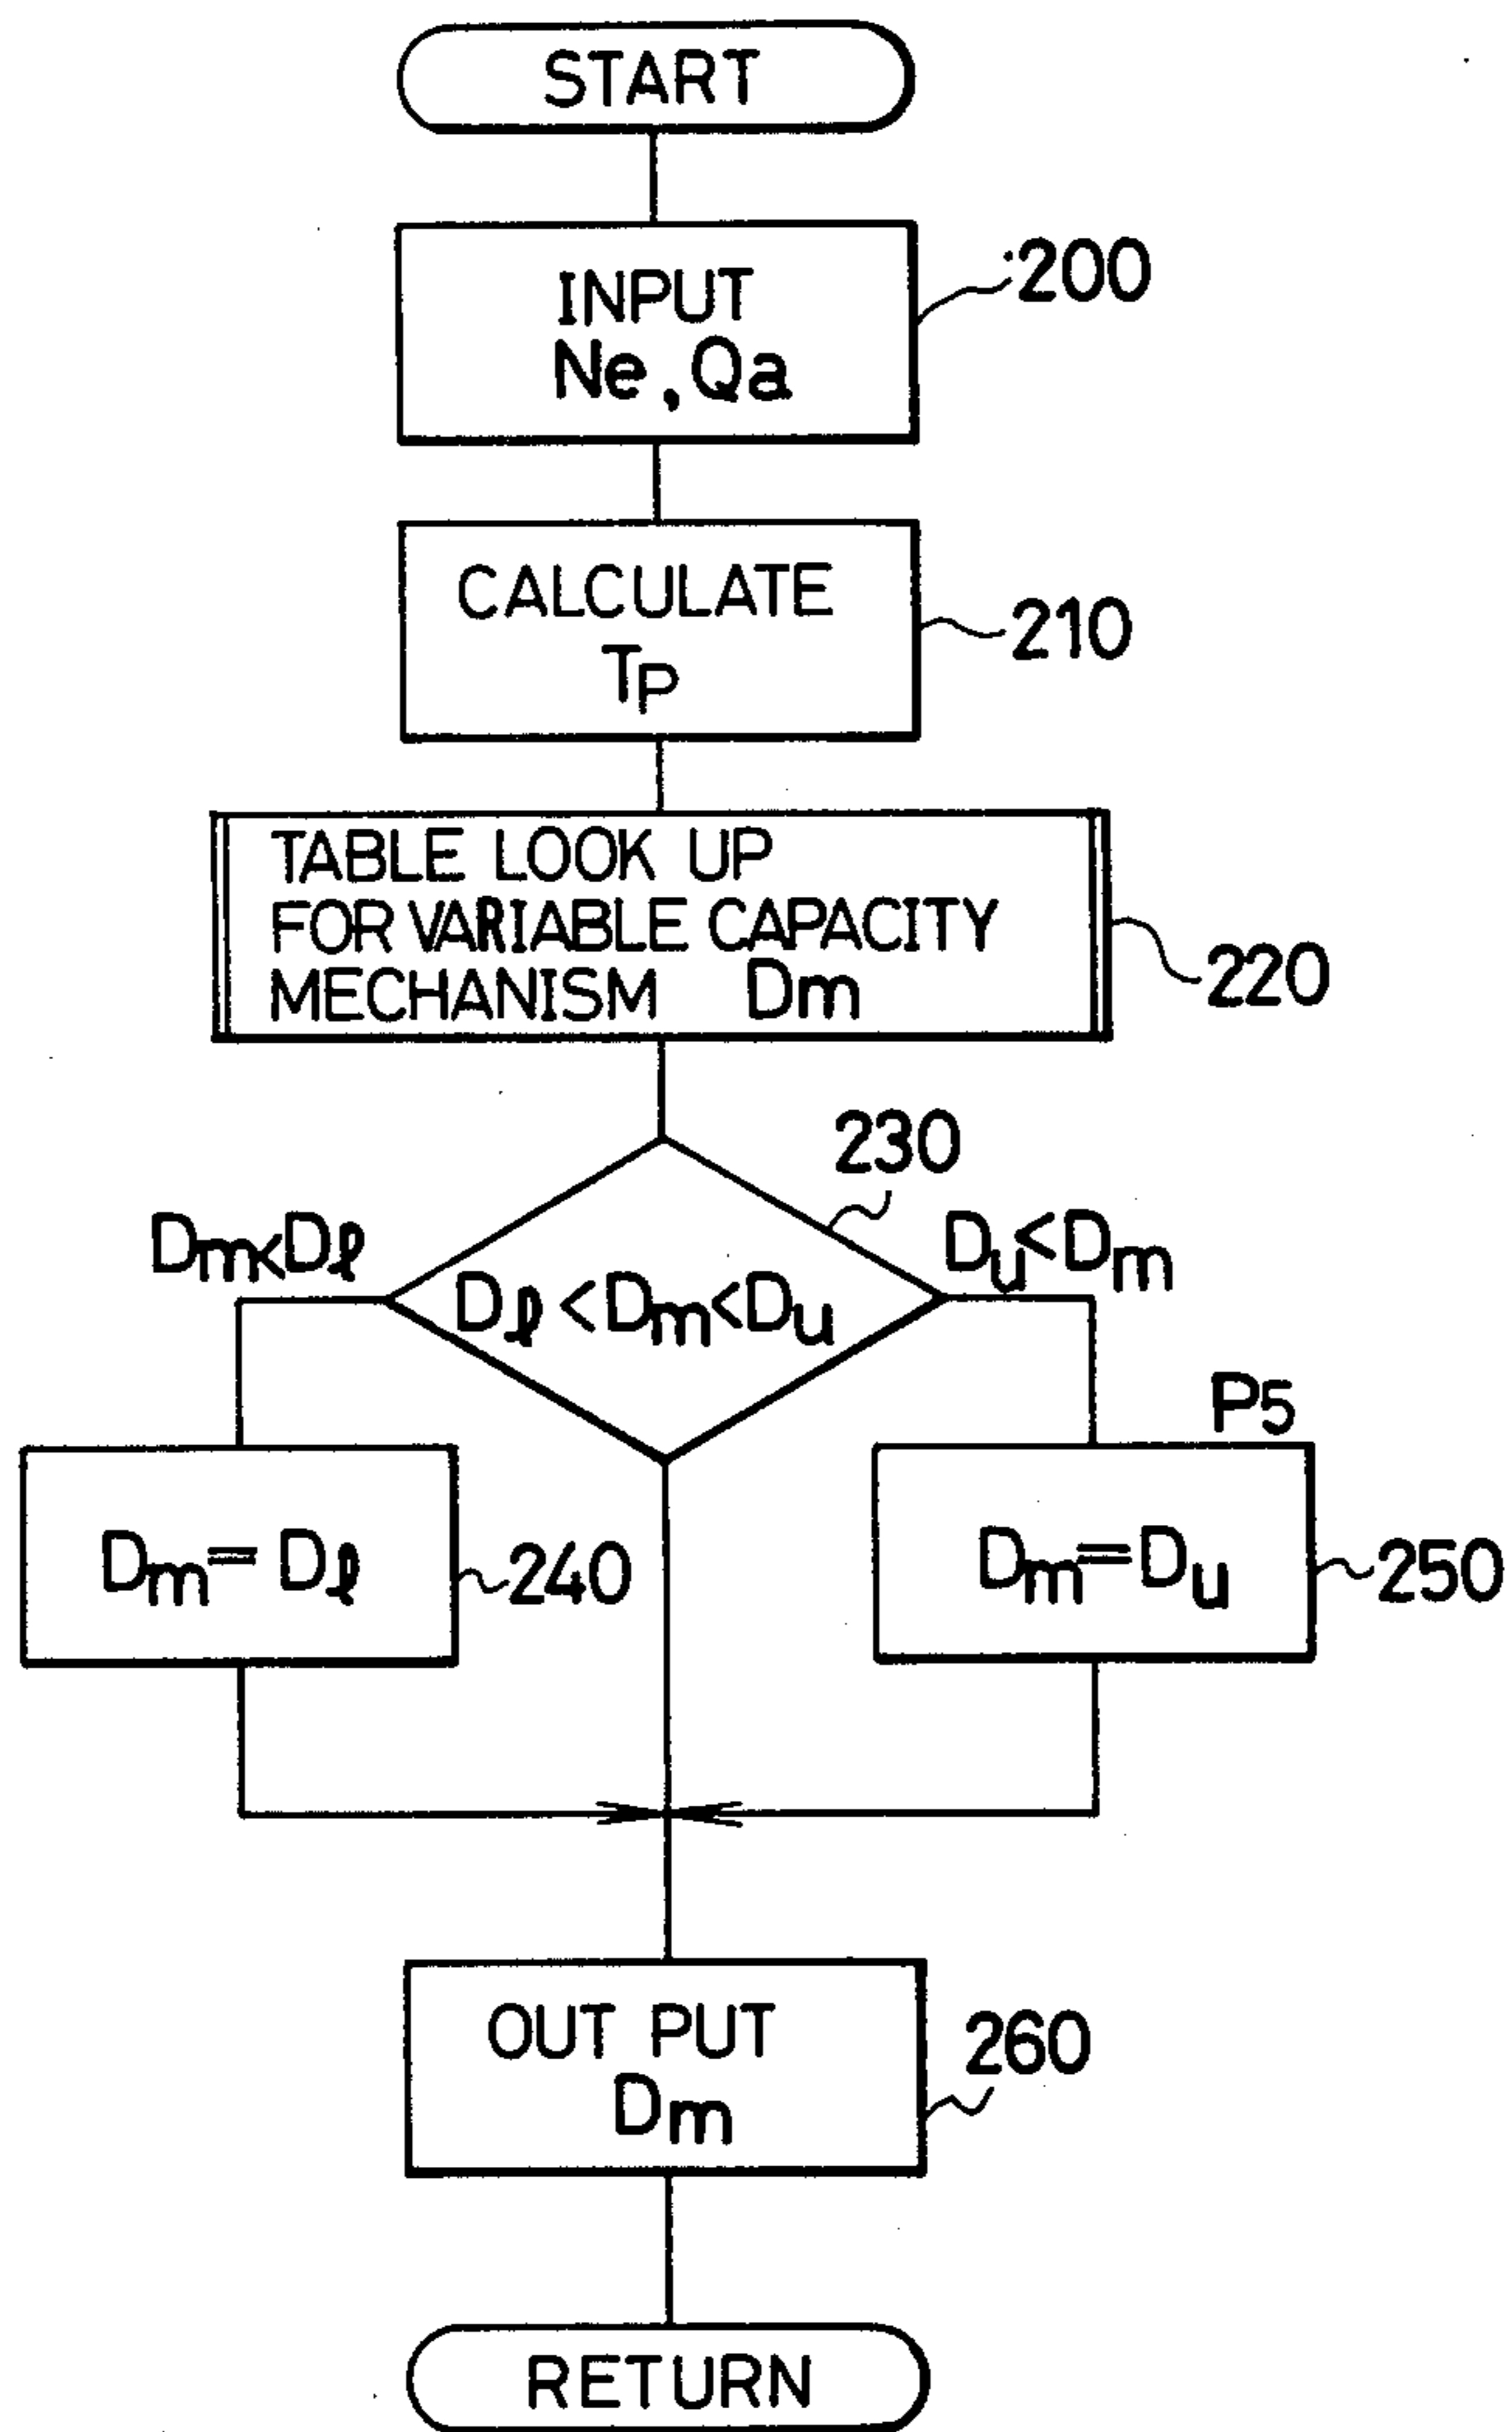 START
INPUT
Ne, Qa
200
CALCULATE
TP
210
TABLE LOOK UP
FOR VARIABLE CAPACITY
MECHANISM Dm
220
230
Dm<Dℓ
Dℓ<Dm<Du
Du<Dm
P5
Dm=Dℓ
240
Dm=Du
250
OUT PUT
Dm
260
RETURN